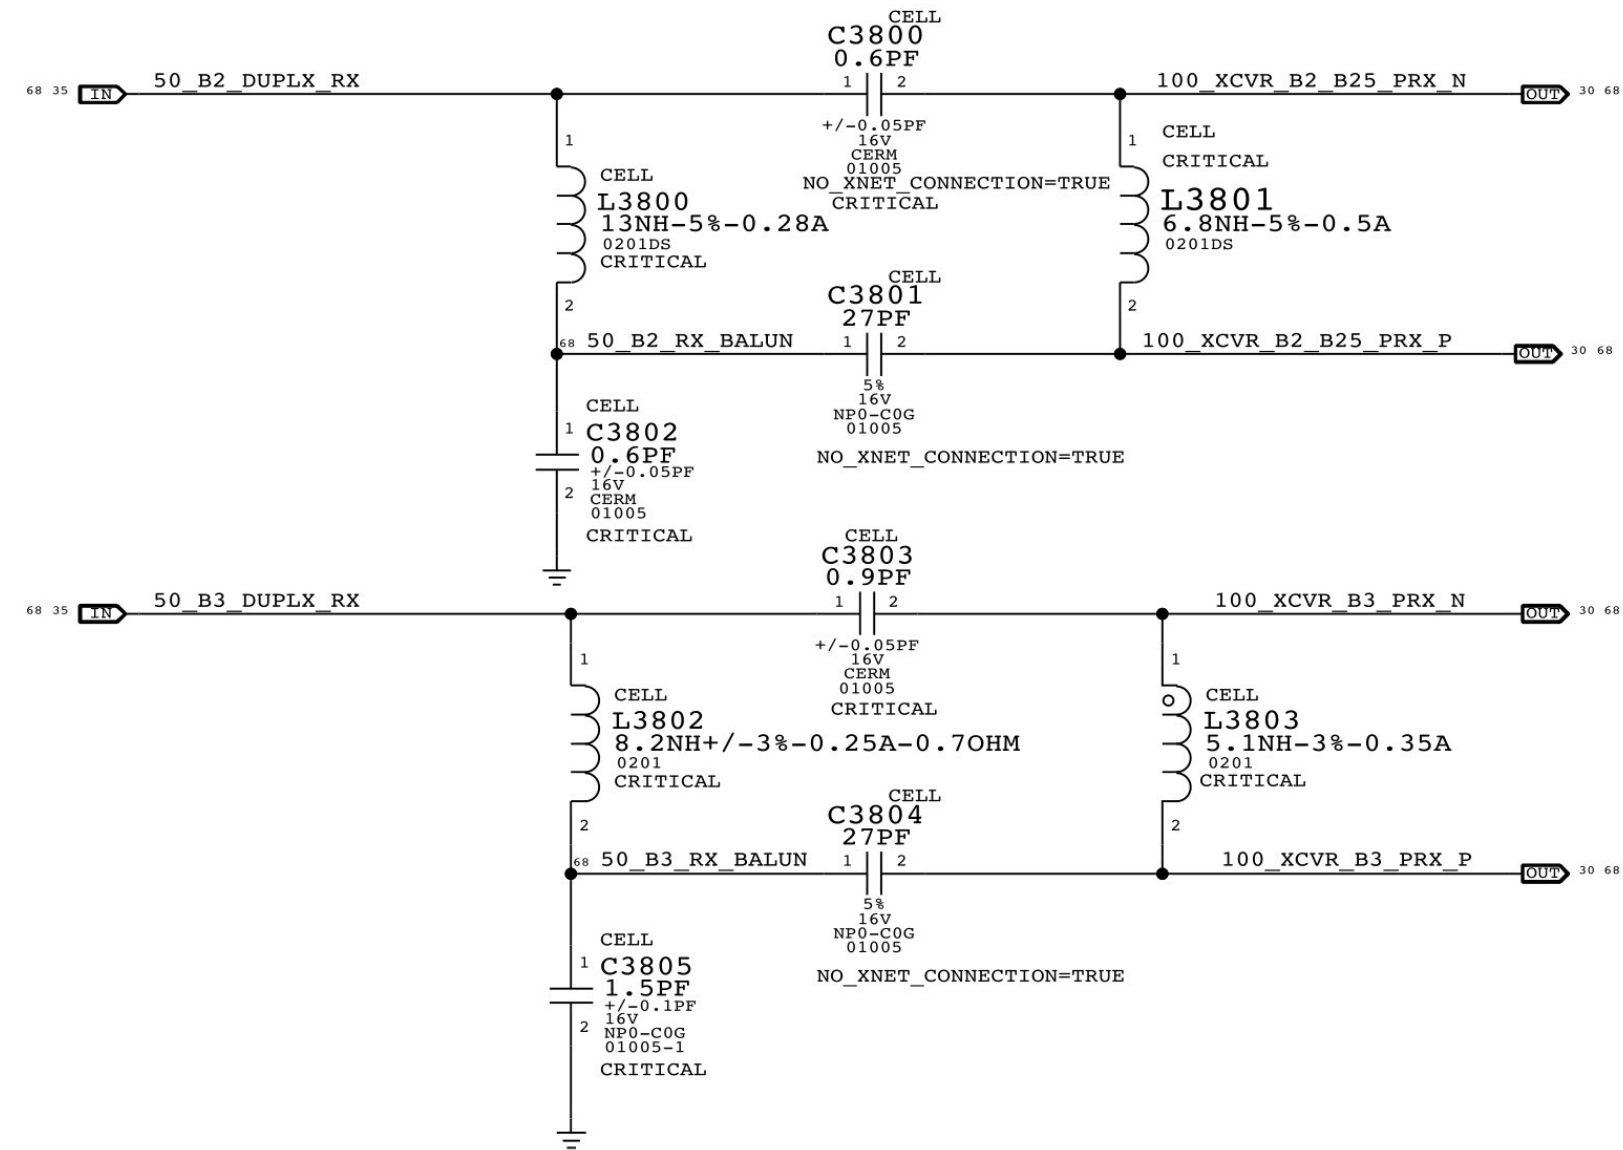 CELL
C3800
0.6PF
68 35 IN 50_B2_DUPLX_RX 1 2 100_XCVR_B2_B25_PRX_N OUT 30 68
+/-0.05PF
16V
CERM
01005
NO_XNET_CONNECTION=TRUE
CRITICAL
1
CELL
L3800
13NH-5%-0.28A
0201DS
CRITICAL
2
1
CELL
CRITICAL
L3801
6.8NH-5%-0.5A
0201DS
2
CELL
C3801
27PF
68 50_B2_RX_BALUN 1 2 100_XCVR_B2_B25_PRX_P OUT 30 68
5%
16V
NP0-C0G
01005
NO_XNET_CONNECTION=TRUE
CELL
1 C3802
0.6PF
+/-0.05PF
2 16V
CERM
01005
CRITICAL
CELL
C3803
0.9PF
68 35 IN 50_B3_DUPLX_RX 1 2 100_XCVR_B3_PRX_N OUT 30 68
+/-0.05PF
16V
CERM
01005
CRITICAL
1
CELL
L3802
8.2NH+/-3%-0.25A-0.7OHM
0201
CRITICAL
2
1
CELL
L3803
5.1NH-3%-0.35A
0201
CRITICAL
2
CELL
C3804
27PF
68 50_B3_RX_BALUN 1 2 100_XCVR_B3_PRX_P OUT 30 68
5%
16V
NP0-C0G
01005
NO_XNET_CONNECTION=TRUE
CELL
1 C3805
1.5PF
+/-0.1PF
16V
2 NP0-C0G
01005-1
CRITICAL